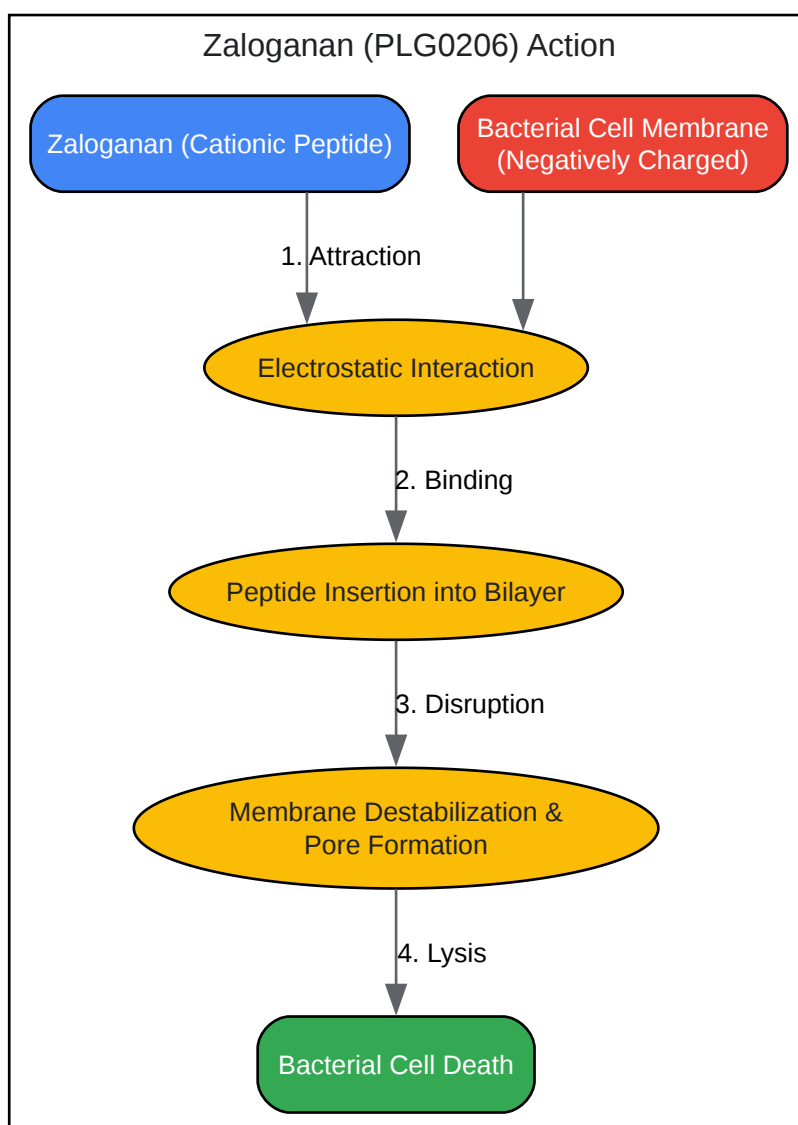 Zaloganan (PLG0206) Action
Zaloganan (Cationic Peptide)
Bacterial Cell Membrane
(Negatively Charged)
1. Attraction
Electrostatic Interaction
2. Binding
Peptide Insertion into Bilayer
3. Disruption
Membrane Destabilization &
Pore Formation
4. Lysis
Bacterial Cell Death